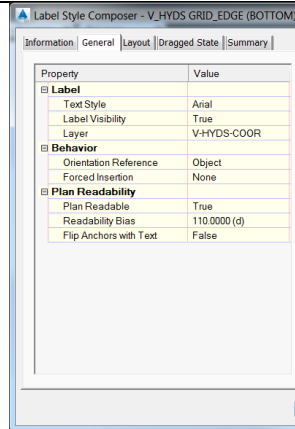 Label Style Composer - V_HYDS GRID_EDGE (BOTTOM)
Information General Layout Dragged State Summary
Property Value
Label
Text Style Arial
Label Visibility True
Layer V-HYDS-COOR
Behavior
Orientation Reference Object
Forced Insertion None
Plan Readability
Plan Readable True
Readability Bias 110.0000 (d)
Flip Anchors with Text False